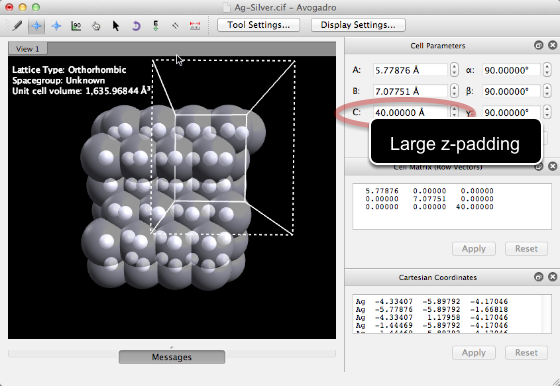 Ag-Silver.cif - Avogadro
Tool Settings... Display Settings...
View 1
Lattice Type: Orthorhombic
Spacegroup: Unknown
Unit cell volume: 1,635.96844 Å³
Cell Parameters
A: 5.77876 Å α: 90.00000°
B: 7.07751 Å β: 90.00000°
C: 40.00000 Å γ: 90.00000°
Large z-padding
Cell Matrix (Row Vectors)
5.77876 0.00000 0.00000
0.00000 7.07751 0.00000
0.00000 0.00000 40.00000
Apply Reset
Cartesian Coordinates
Ag -4.33407 -5.89792 -4.17046
Ag -5.77876 -5.89792 -1.66818
Ag -4.33407 1.17958 -4.17046
Ag -1.44469 -5.89792 -4.17046
Apply Reset
Messages